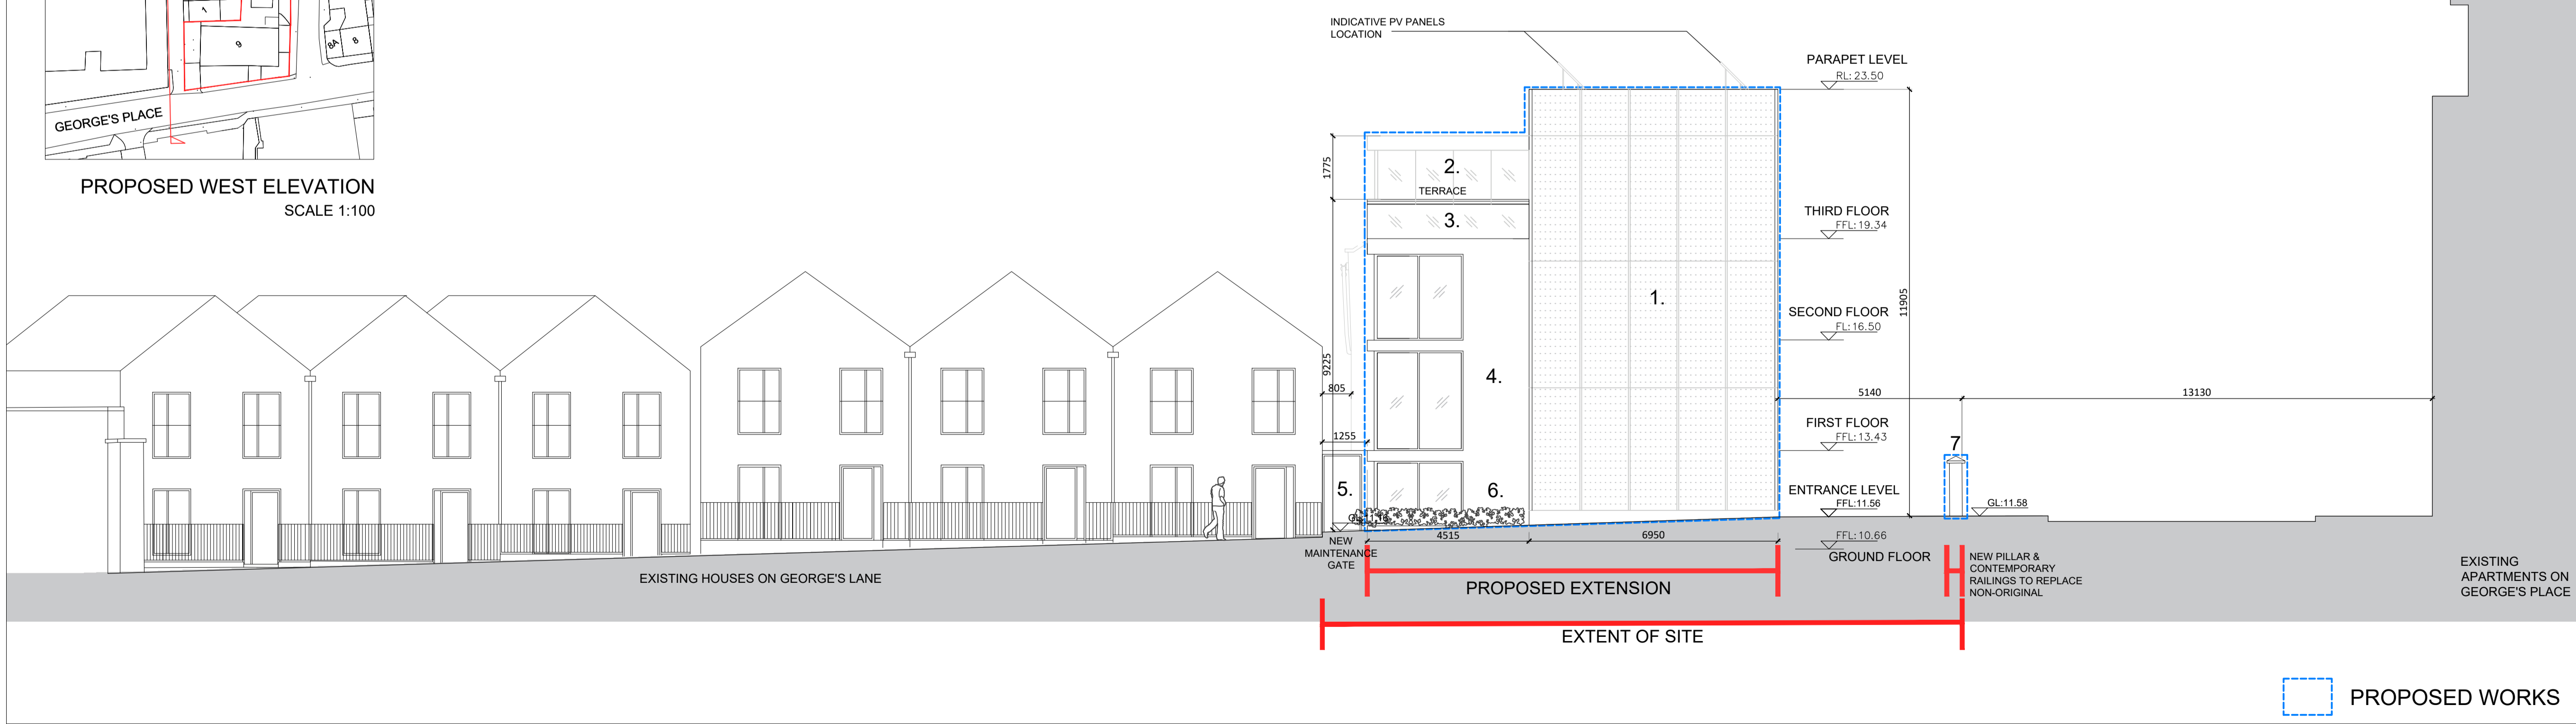 1
9
8A
8
GEORGE'S PLACE
PROPOSED WEST ELEVATION
SCALE 1:100
INDICATIVE PV PANELS
LOCATION
PARAPET LEVEL
RL: 23.50
1775
2.
TERRACE
3.
THIRD FLOOR
FFL: 19.34
1.
11905
SECOND FLOOR
FL: 16.50
9225
4.
805
5140
13130
FIRST FLOOR
FFL: 13.43
1255
7
5.
6.
ENTRANCE LEVEL
FFL:11.56
GL:11.58
4515
6950
FFL: 10.66
GROUND FLOOR
NEW
MAINTENANCE
GATE
NEW PILLAR &
CONTEMPORARY
RAILINGS TO REPLACE
NON-ORIGINAL
EXISTING
APARTMENTS ON
GEORGE'S PLACE
EXISTING HOUSES ON GEORGE'S LANE
PROPOSED EXTENSION
EXTENT OF SITE
PROPOSED WORKS